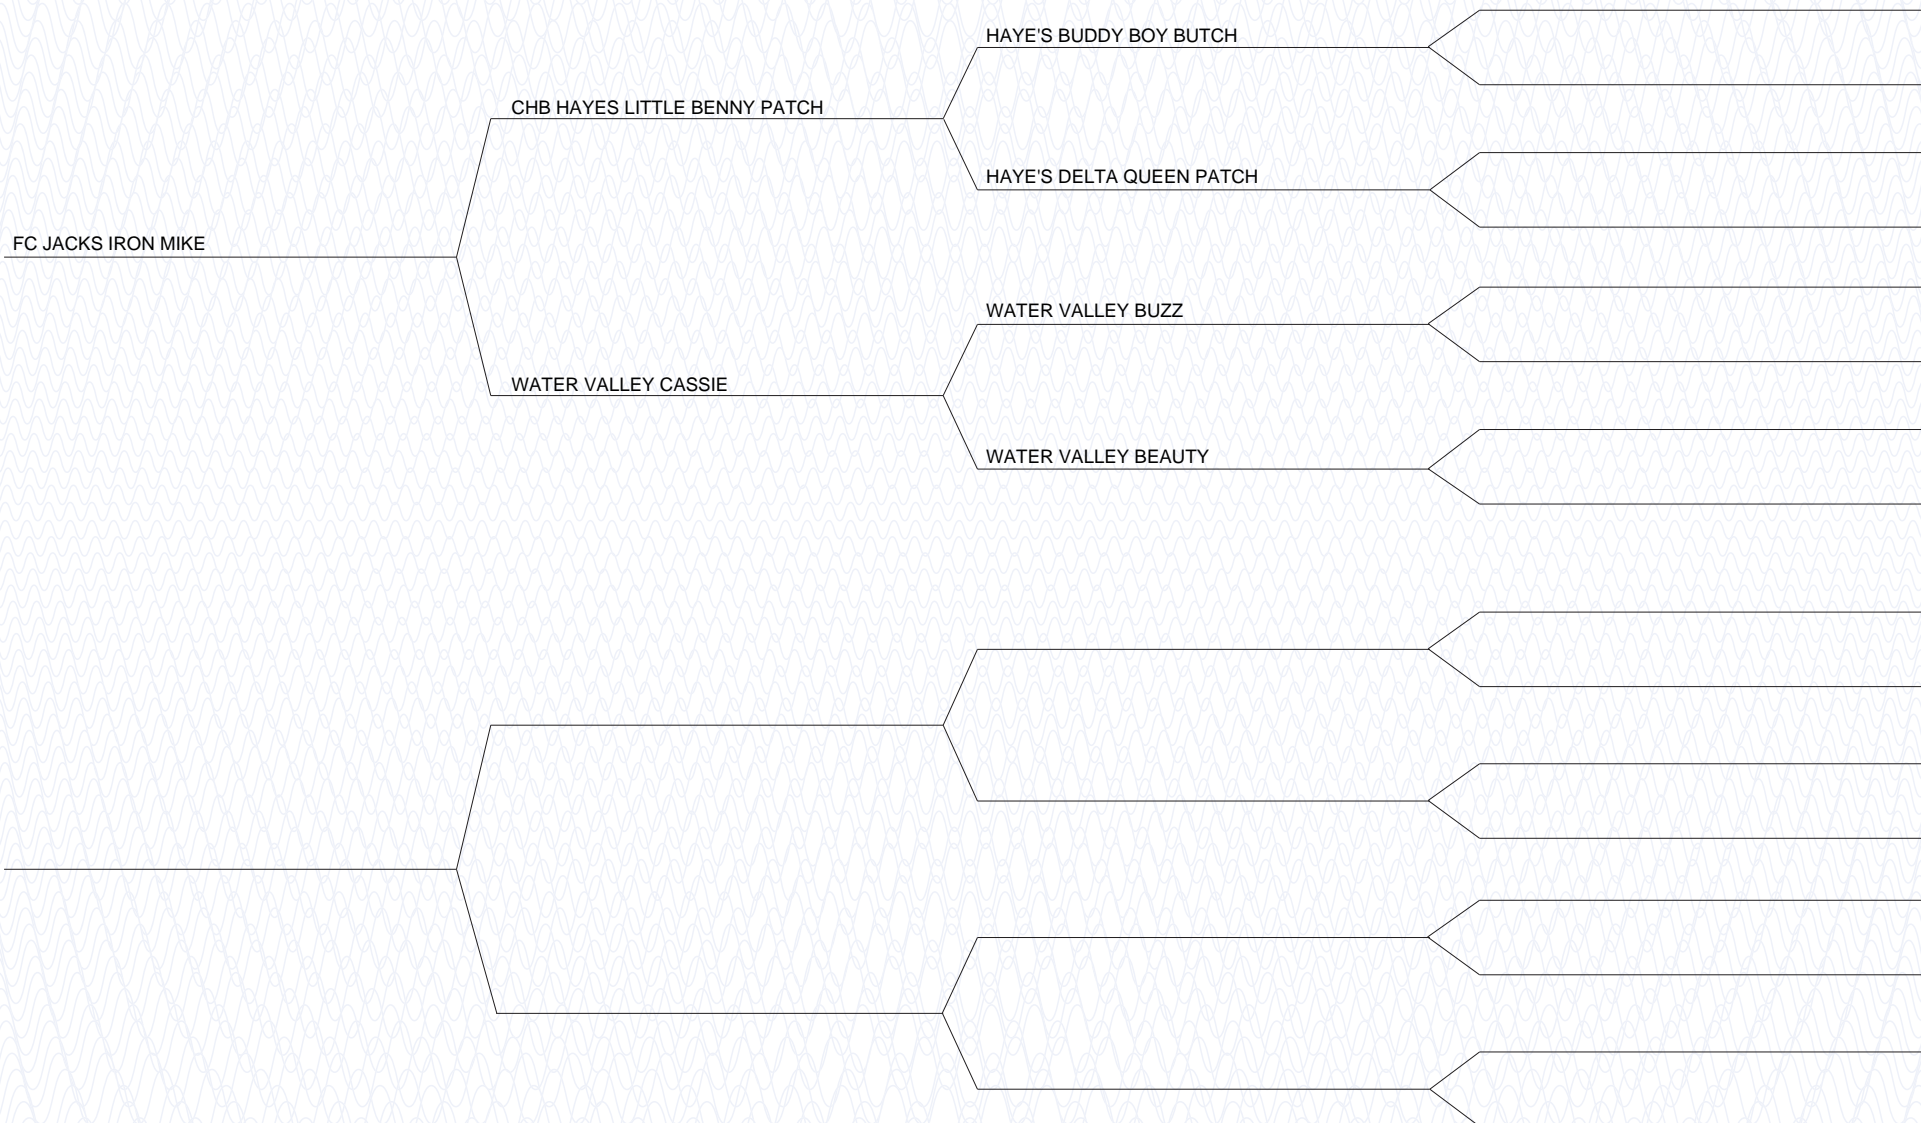 HAYE'S BUDDY BOY BUTCH
CHB HAYES LITTLE BENNY PATCH
HAYE'S DELTA QUEEN PATCH
FC JACKS IRON MIKE
WATER VALLEY BUZZ
WATER VALLEY CASSIE
WATER VALLEY BEAUTY